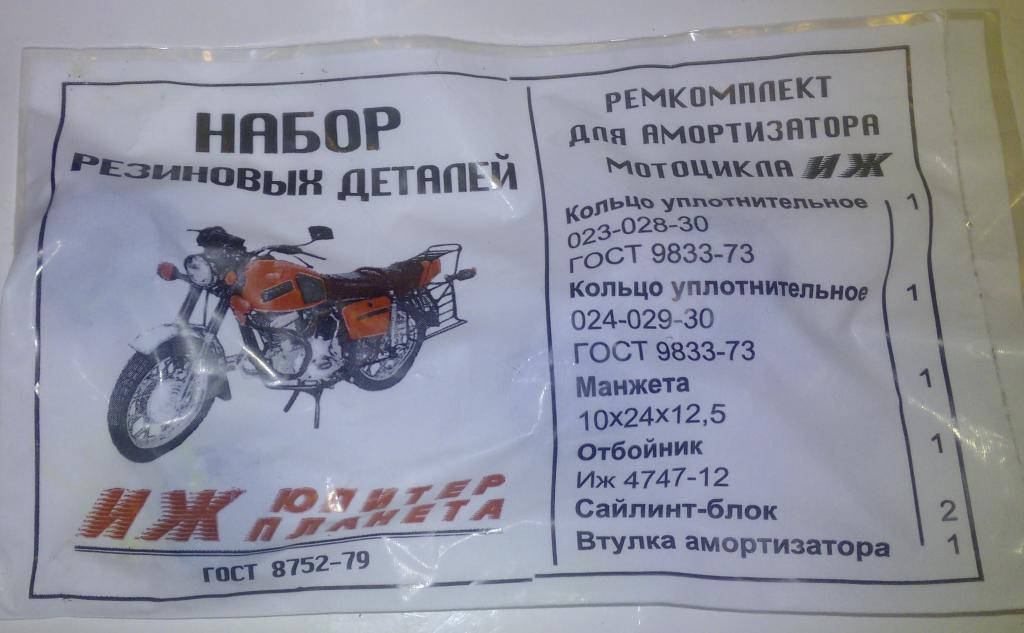 НАБОР
РЕЗИНОВЫХ ДЕТАЛЕЙ
ИЖ ЮПИТЕР
ПЛАНЕТА
ГОСТ 8752-79
РЕМКОМПЛЕКТ
ДЛЯ АМОРТИЗАТОРА
МОТОЦИКЛА ИЖ
Кольцо уплотнительное 1
023-028-30
ГОСТ 9833-73
Кольцо уплотнительное 1
024-029-30
ГОСТ 9833-73
Манжета 1
10х24х12,5
Отбойник 1
Иж 4747-12
Сайлинт-блок 2
Втулка амортизатора 1